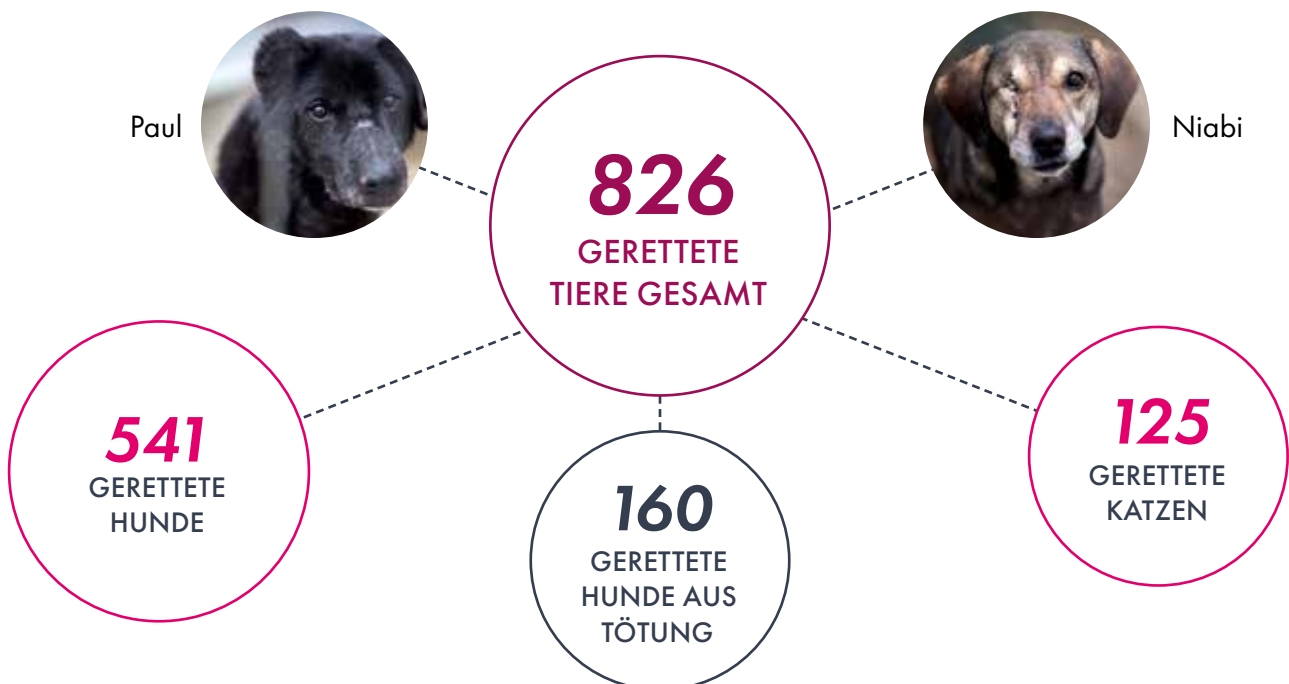 Paul
Niabi
826
GERETTETE
TIERE GESAMT
541
GERETTETE
HUNDE
160
GERETTETE
HUNDE AUS
TÖTUNG
125
GERETTETE
KATZEN